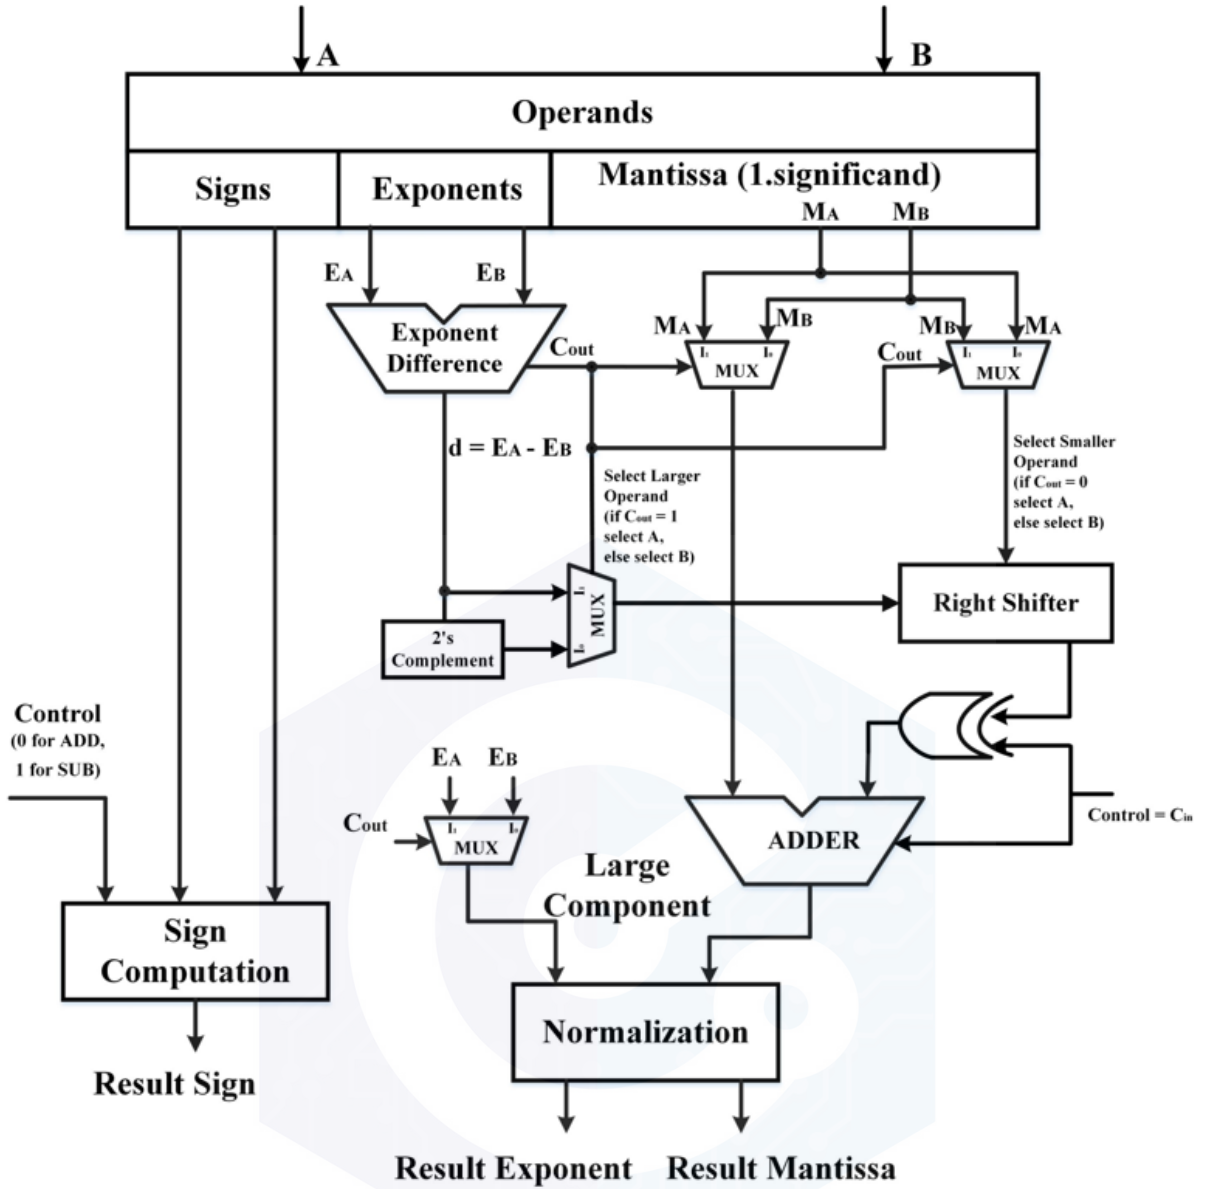 A
B
Operands
Signs
Exponents
Mantissa (1.significand)
MA
MB
EA
EB
Exponent
Difference
Cout
MA
MB
I₁
I₀
MUX
Cout
MB
MA
I₁
I₀
MUX
d = EA - EB
Select Larger
Operand
(if Cout = 1
select A,
else select B)
Select Smaller
Operand
(if Cout = 0
select A,
else select B)
2's
Complement
I₁
I₀
MUX
Right Shifter
Control
(0 for ADD,
1 for SUB)
EA
EB
Cout
I₁
I₀
MUX
ADDER
Control = Cin
Large
Component
Sign
Computation
Normalization
Result Sign
Result Exponent
Result Mantissa